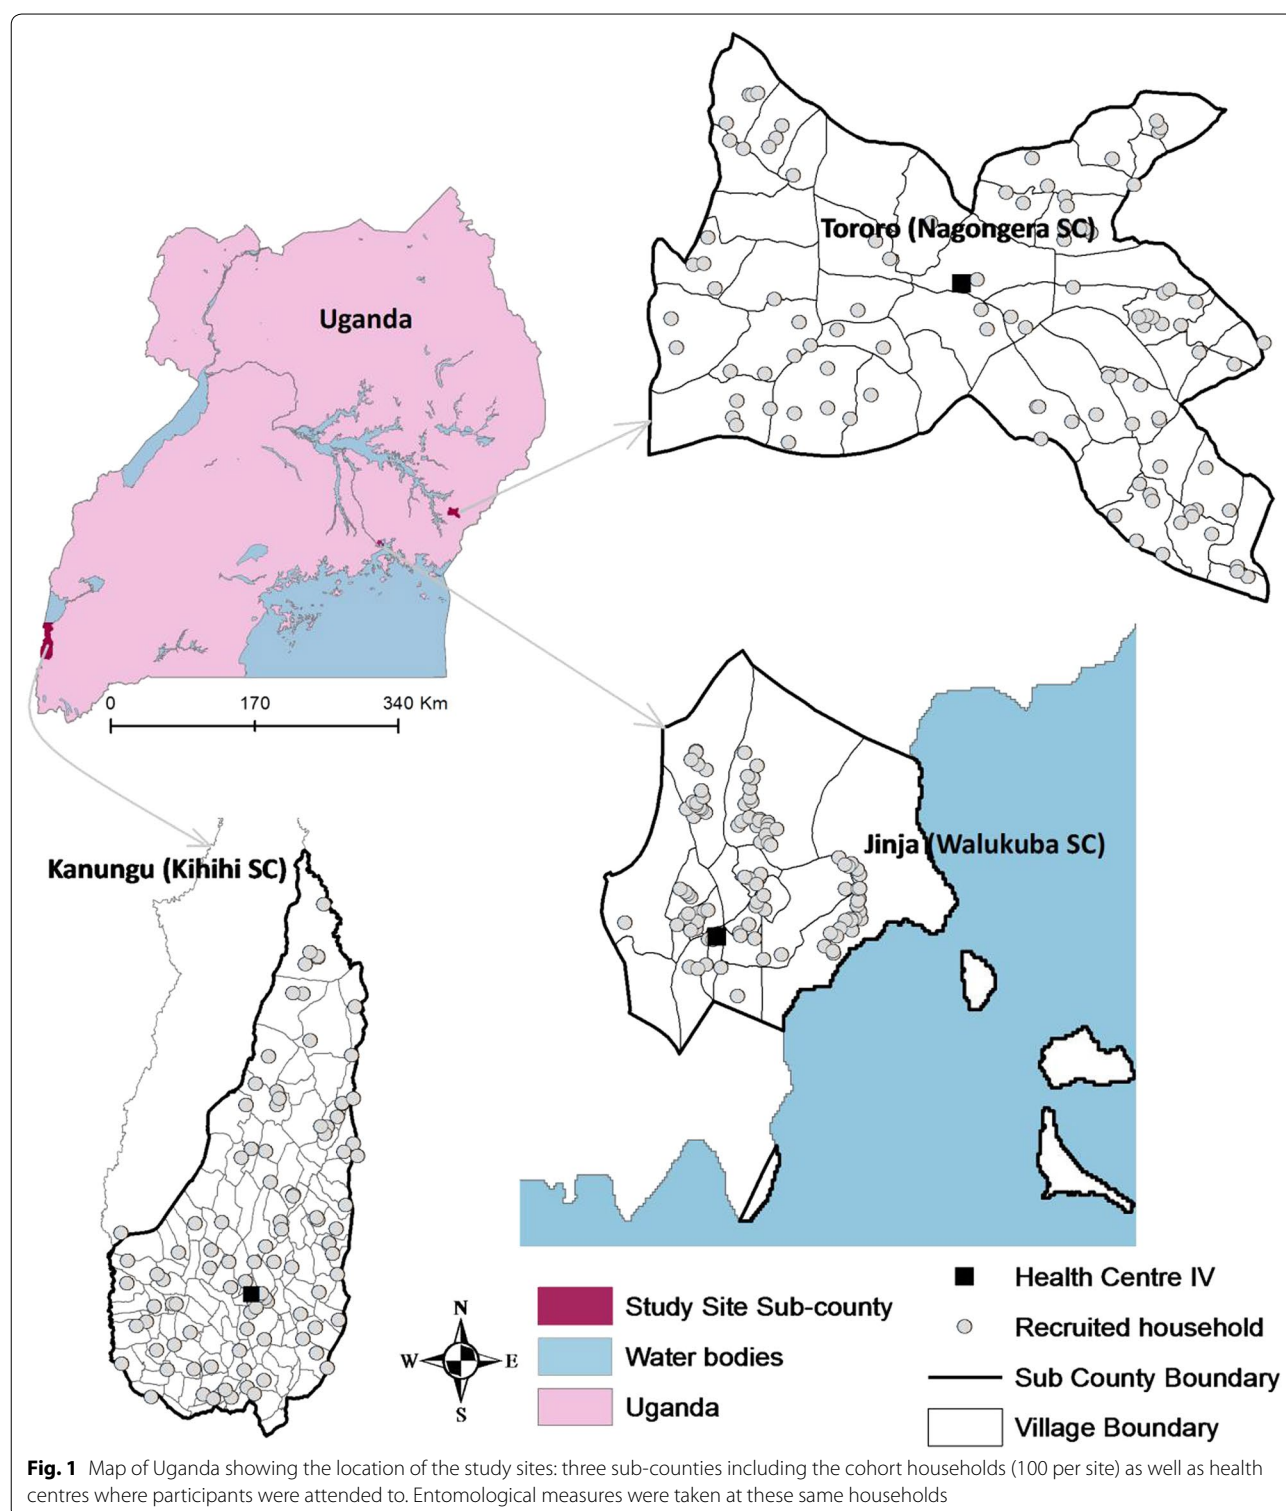 Tororo (Nagongera SC)
Uganda
0 170 340 Km
Kanungu (Kihihi SC)
Jinja (Walukuba SC)
N
W E
S
Study Site Sub-county
Water bodies
Uganda
Health Centre IV
Recruited household
Sub County Boundary
Village Boundary
Fig. 1 Map of Uganda showing the location of the study sites: three sub-counties including the cohort households (100 per site) as well as health
centres where participants were attended to. Entomological measures were taken at these same households